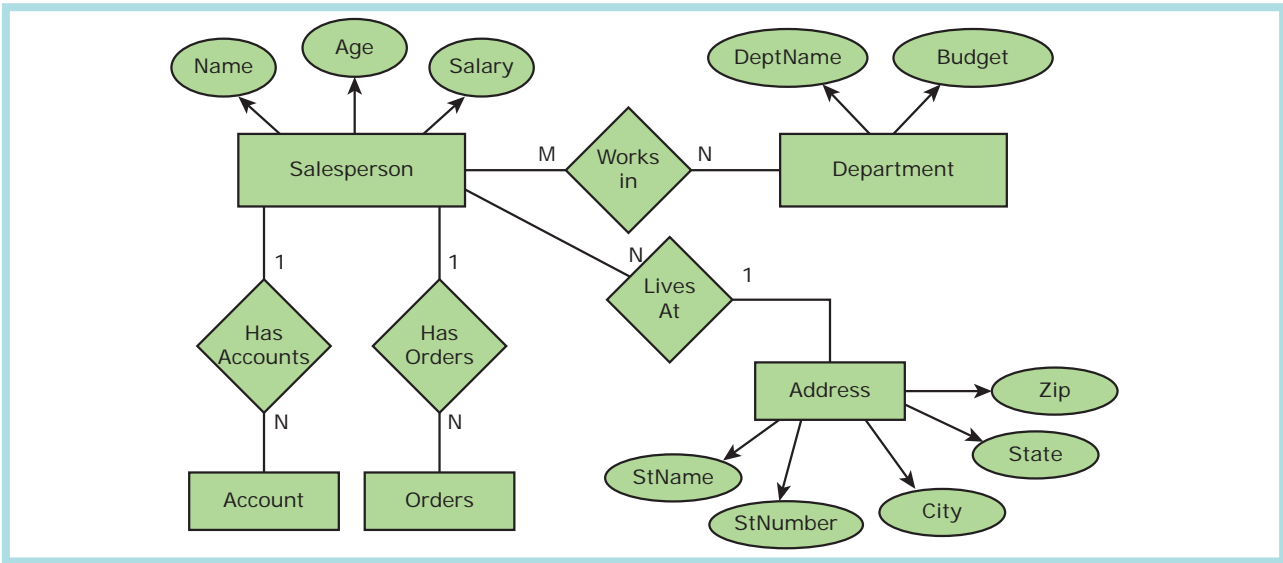 Name
Age
Salary
DeptName
Budget
Salesperson
M
Works
in
N
Department
1
1
N
Lives
At
1
Has
Accounts
Has
Orders
N
N
Address
Zip
State
StName
StNumber
City
Account
Orders